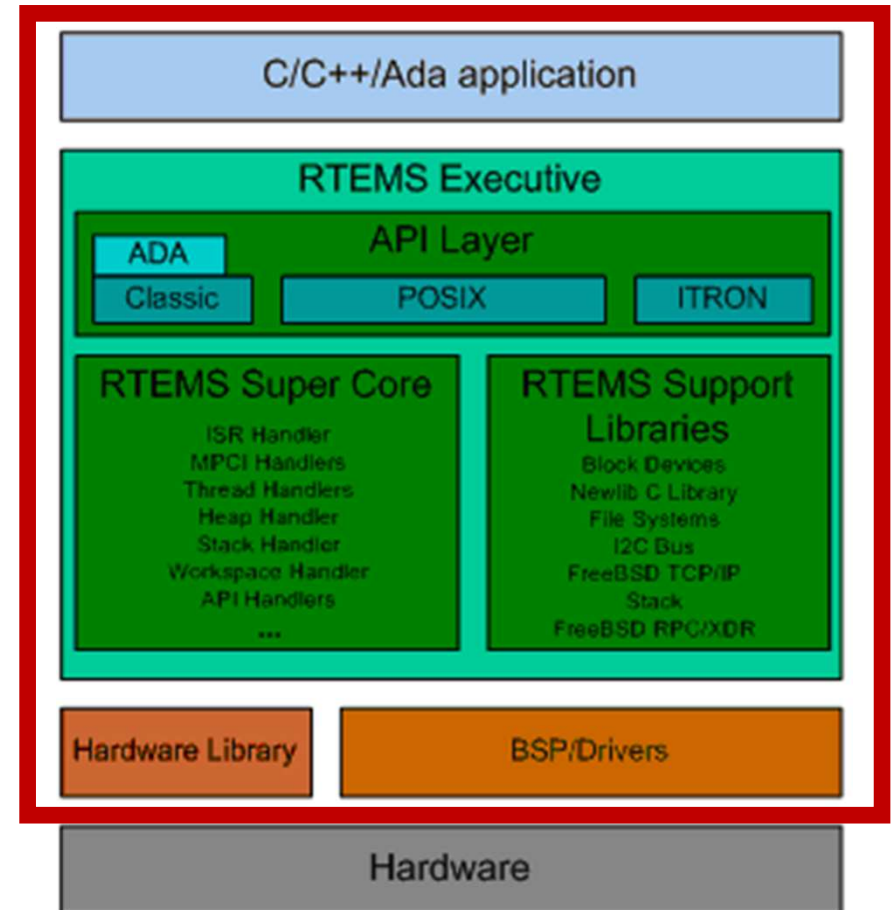 C/C++/Ada application
RTEMS Executive
API Layer
ADA
Classic
POSIX
ITRON
RTEMS Super Core
ISR Handler
MPCI Handlers
Thread Handlers
Heap Handler
Stack Handler
Workspace Handler
API Handlers
...
RTEMS Support
Libraries
Block Devices
Newlib C Library
File Systems
I2C Bus
FreeBSD TCP/IP
Stack
FreeBSD RPC/XDR
Hardware Library
BSP/Drivers
Hardware